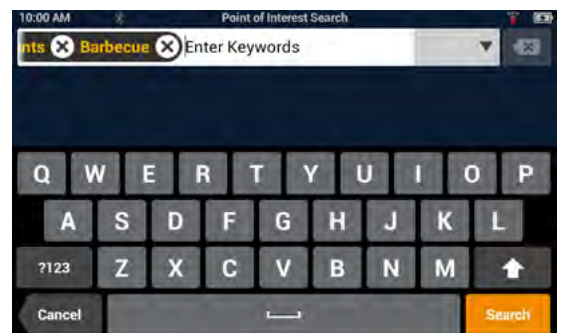 10:00 AM Point of Interest Search
nts Barbecue Enter Keywords
Q W E R T Y U I O P
A S D F G H J K L
?123 Z X C V B N M
Cancel Search